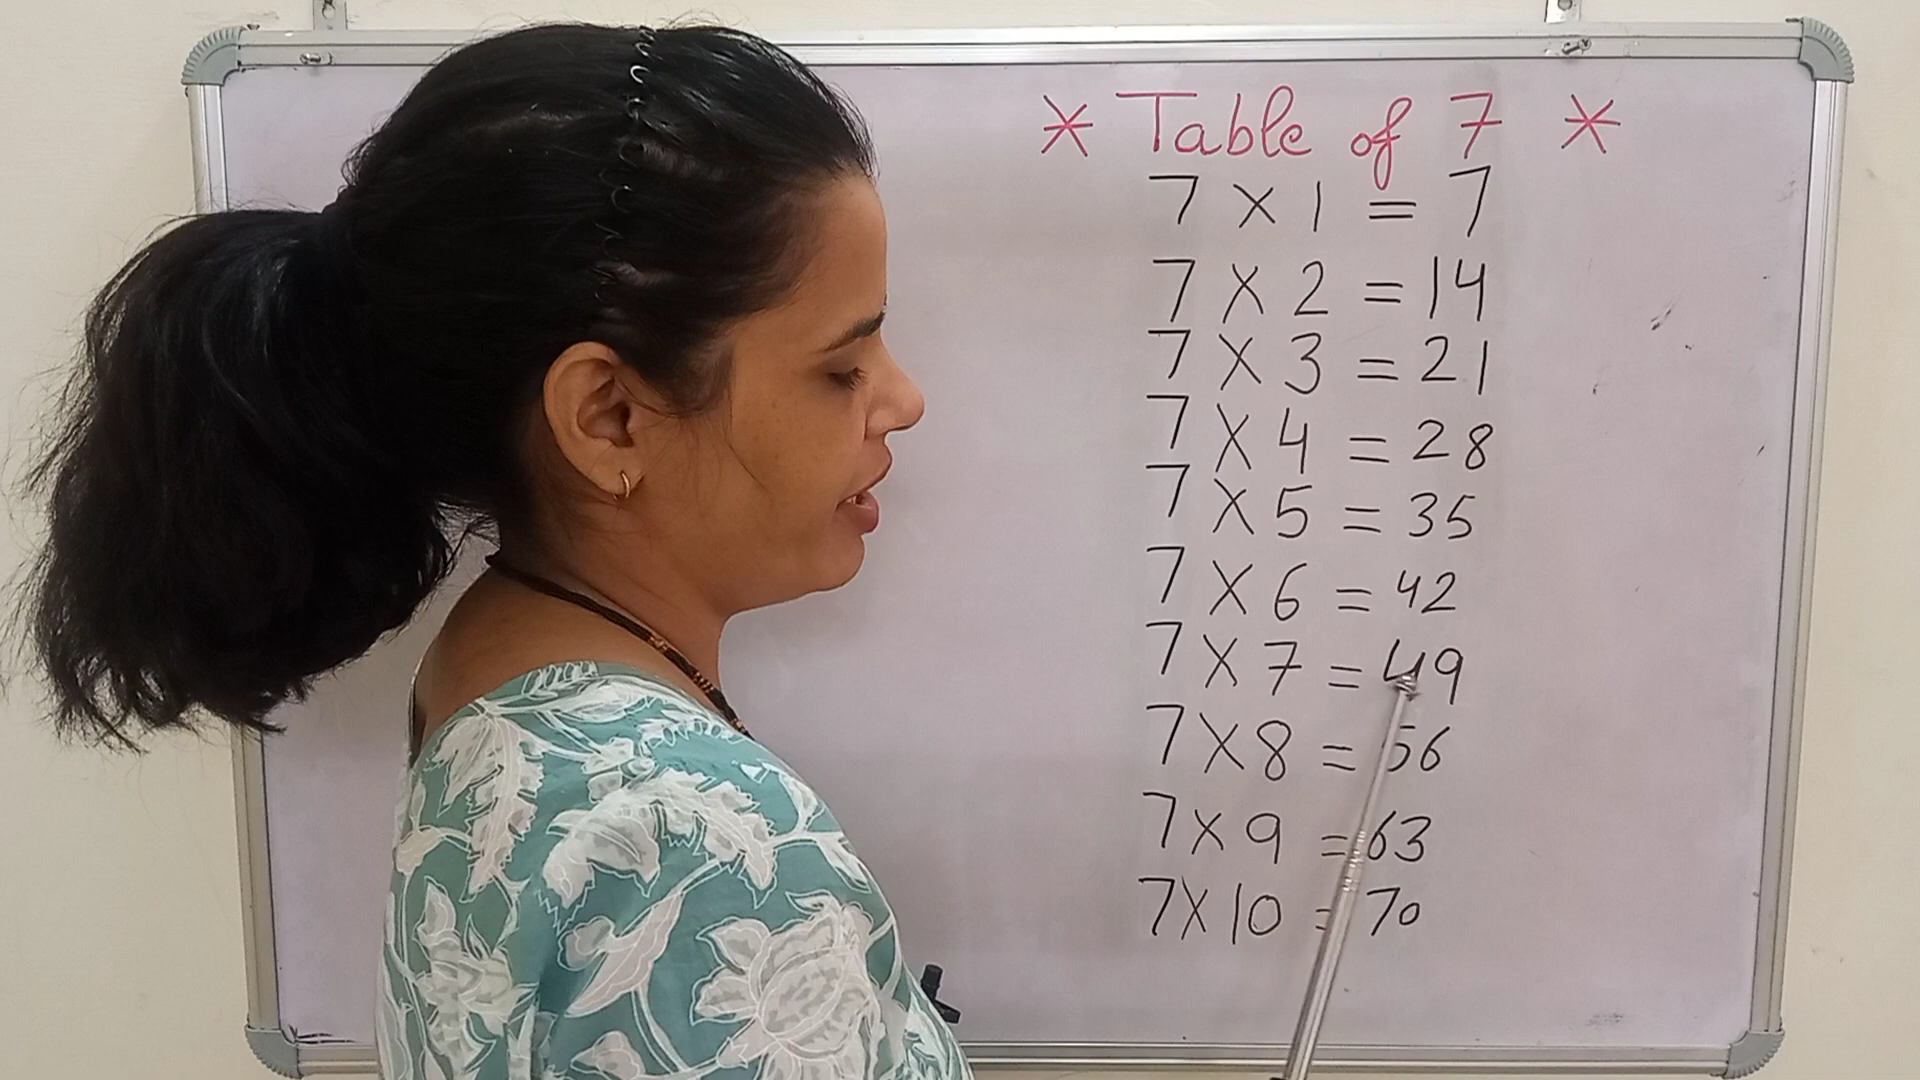 * Table of 7 *
7 X 1 = 7
7 X 2 = 14
7 X 3 = 21
7 X 4 = 28
7 X 5 = 35
7 X 6 = 42
7 X 7 = 49
7 X 8 = 56
7 X 9 = 63
7 X 10 = 70